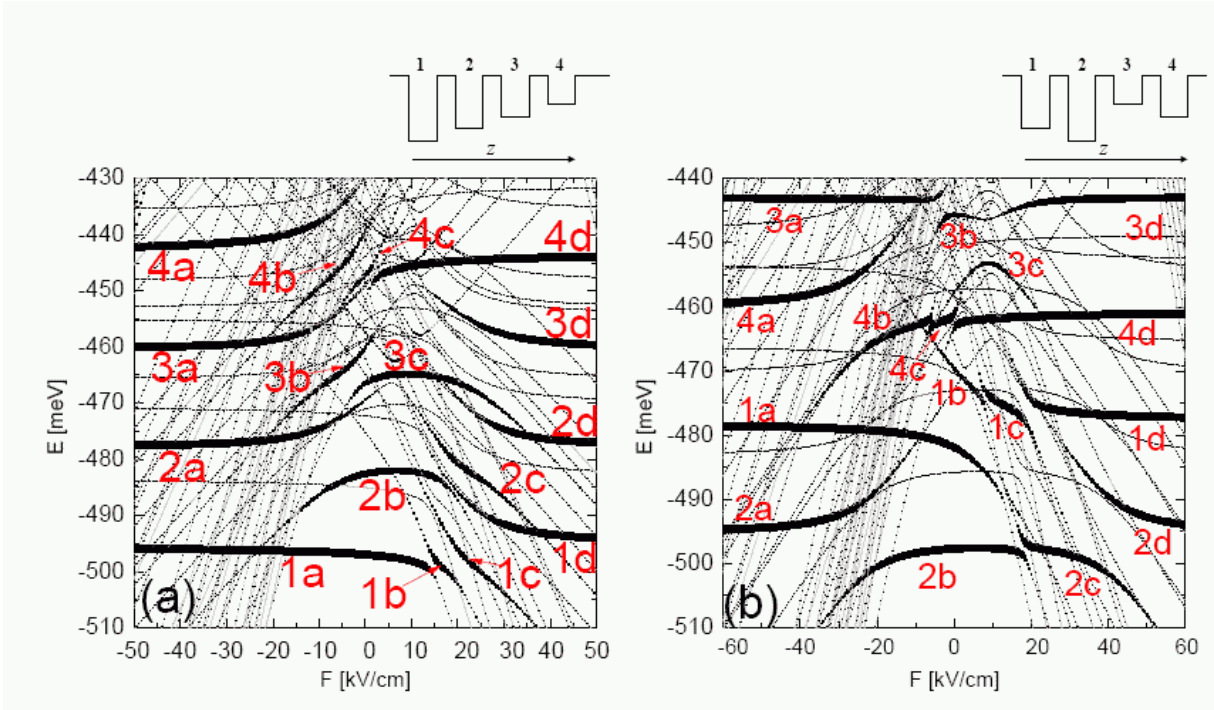 1 2 3 4
z
-430
-440
-450
-460
-470
-480
-490
-500
-510
E [meV]
4a
4b
4c
4d
3a
3b
3c
3d
2a
2b
2c
2d
1a
1b
1c
1d
(a)
-50 -40 -30 -20 -10 0 10 20 30 40 50
F [kV/cm]
1 2 3 4
z
-440
-450
-460
-470
-480
-490
-500
-510
E [meV]
3a
3b
3c
3d
4a
4b
4c
4d
1a
1b
1c
1d
2a
2b
2c
2d
(b)
-60 -40 -20 0 20 40 60
F [kV/cm]